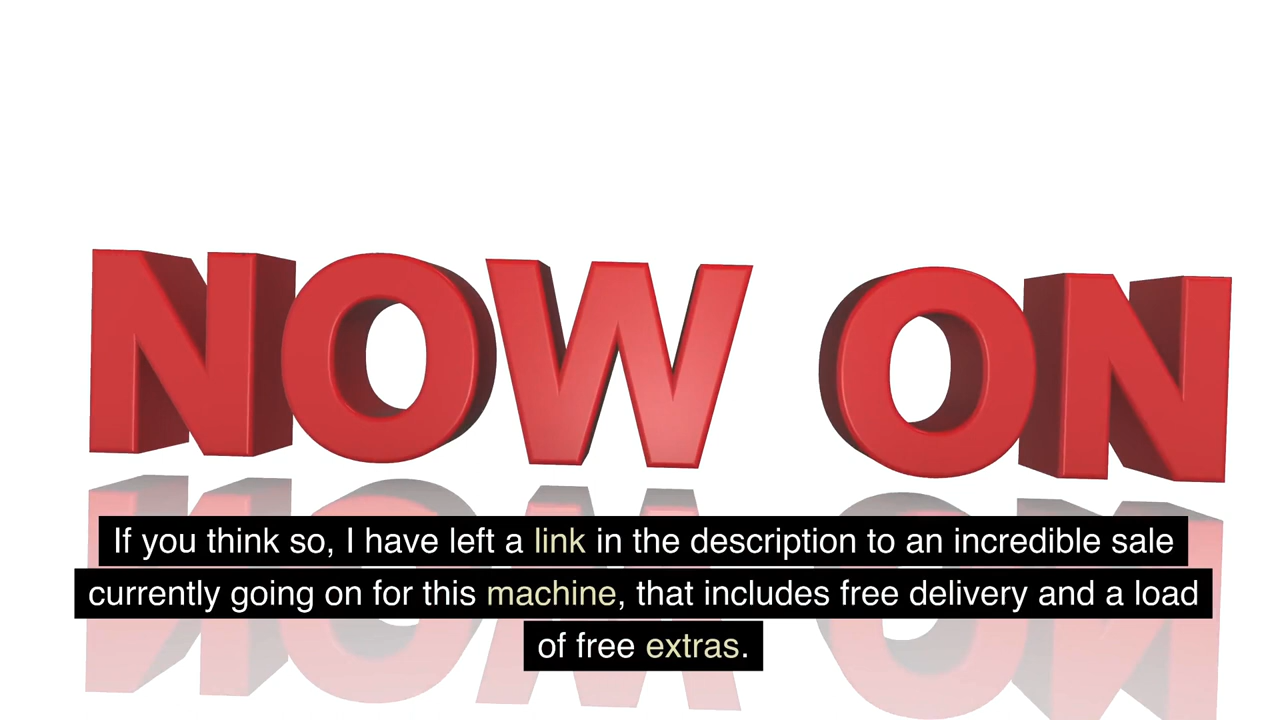 NOW ON
If you think so, I have left a link in the description to an incredible sale
currently going on for this machine, that includes free delivery and a load
of free extras.